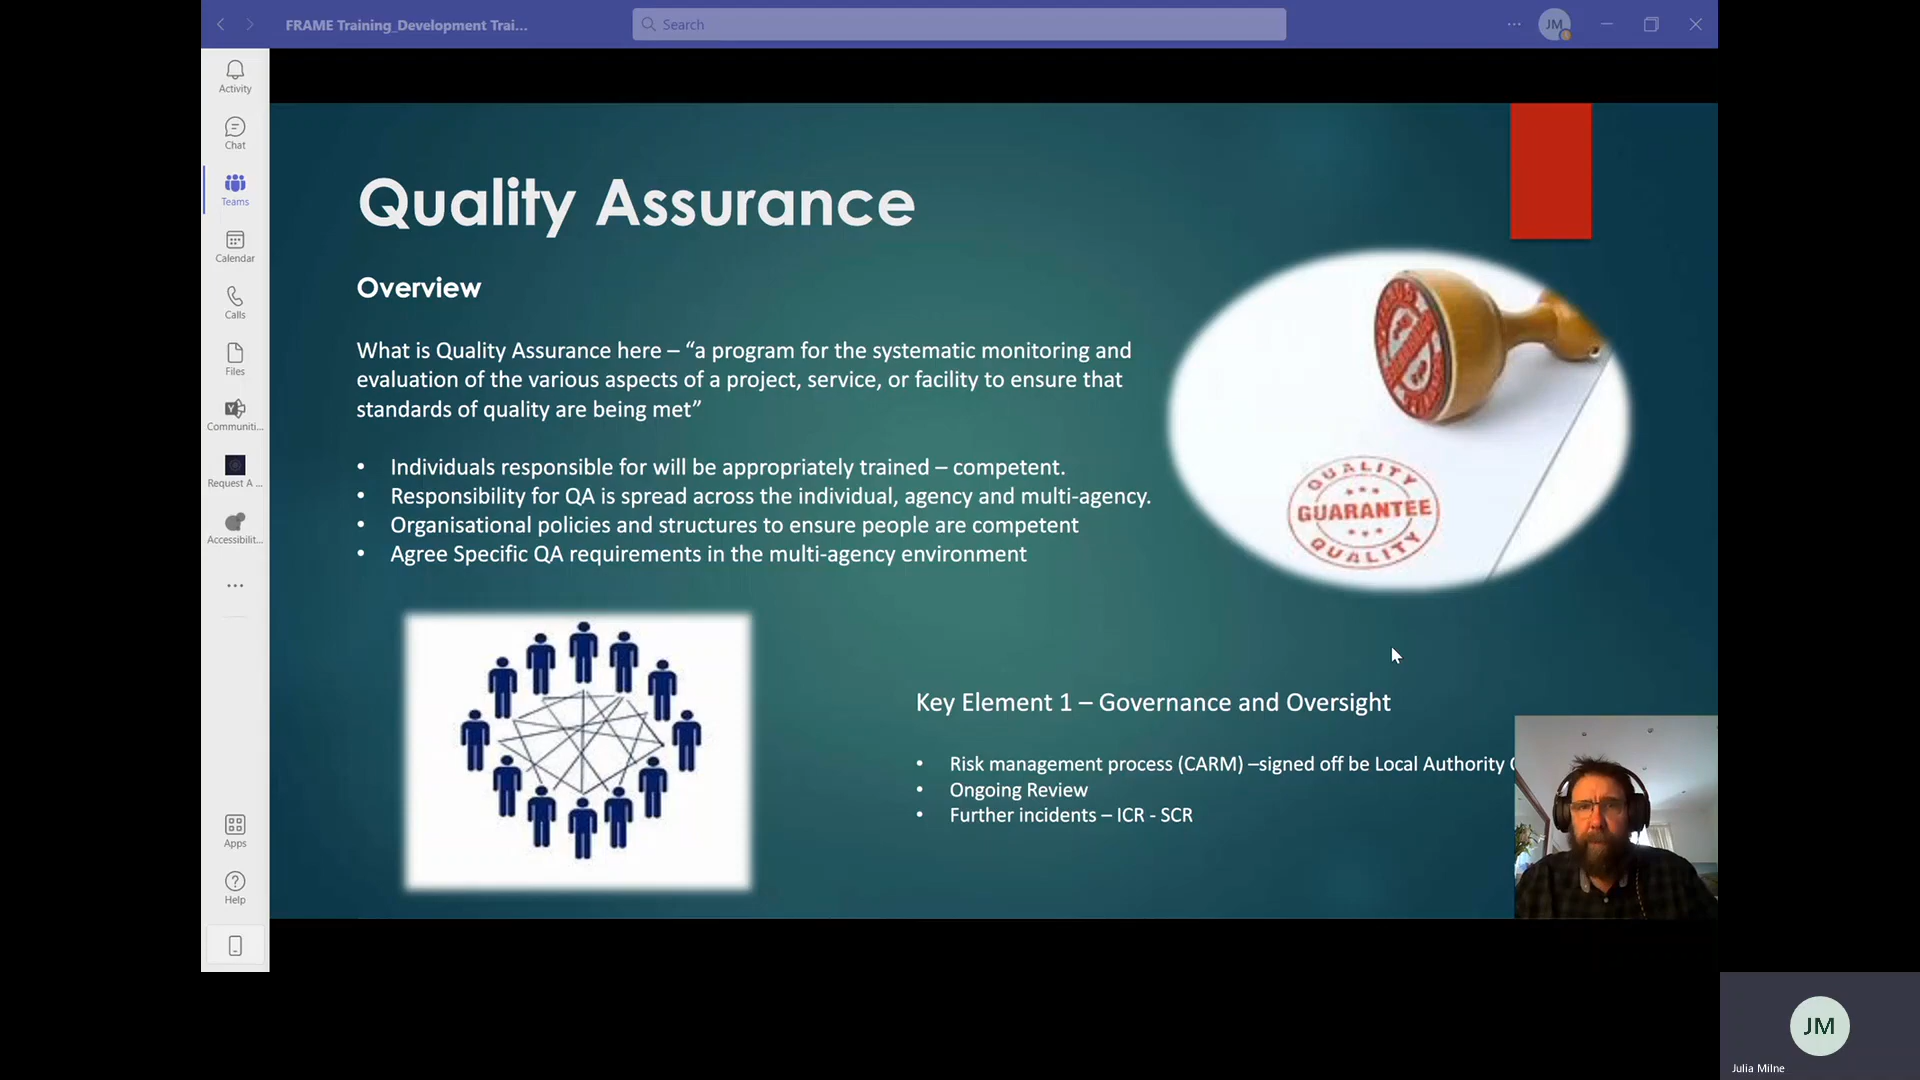 FRAME Training_Development Trai...
Search
JM
Activity
Chat
Teams
Calendar
Calls
Files
Communiti...
Request A ...
Accessibilit...
Apps
Help
Quality Assurance
Overview
What is Quality Assurance here – “a program for the systematic monitoring and
evaluation of the various aspects of a project, service, or facility to ensure that
standards of quality are being met”
• Individuals responsible for will be appropriately trained – competent.
• Responsibility for QA is spread across the individual, agency and multi-agency.
• Organisational policies and structures to ensure people are competent
• Agree Specific QA requirements in the multi-agency environment
QUALITY
GUARANTEE
QUALITY
Key Element 1 – Governance and Oversight
• Risk management process (CARM) –signed off be Local Authority
• Ongoing Review
• Further incidents – ICR - SCR
JM
Julia Milne